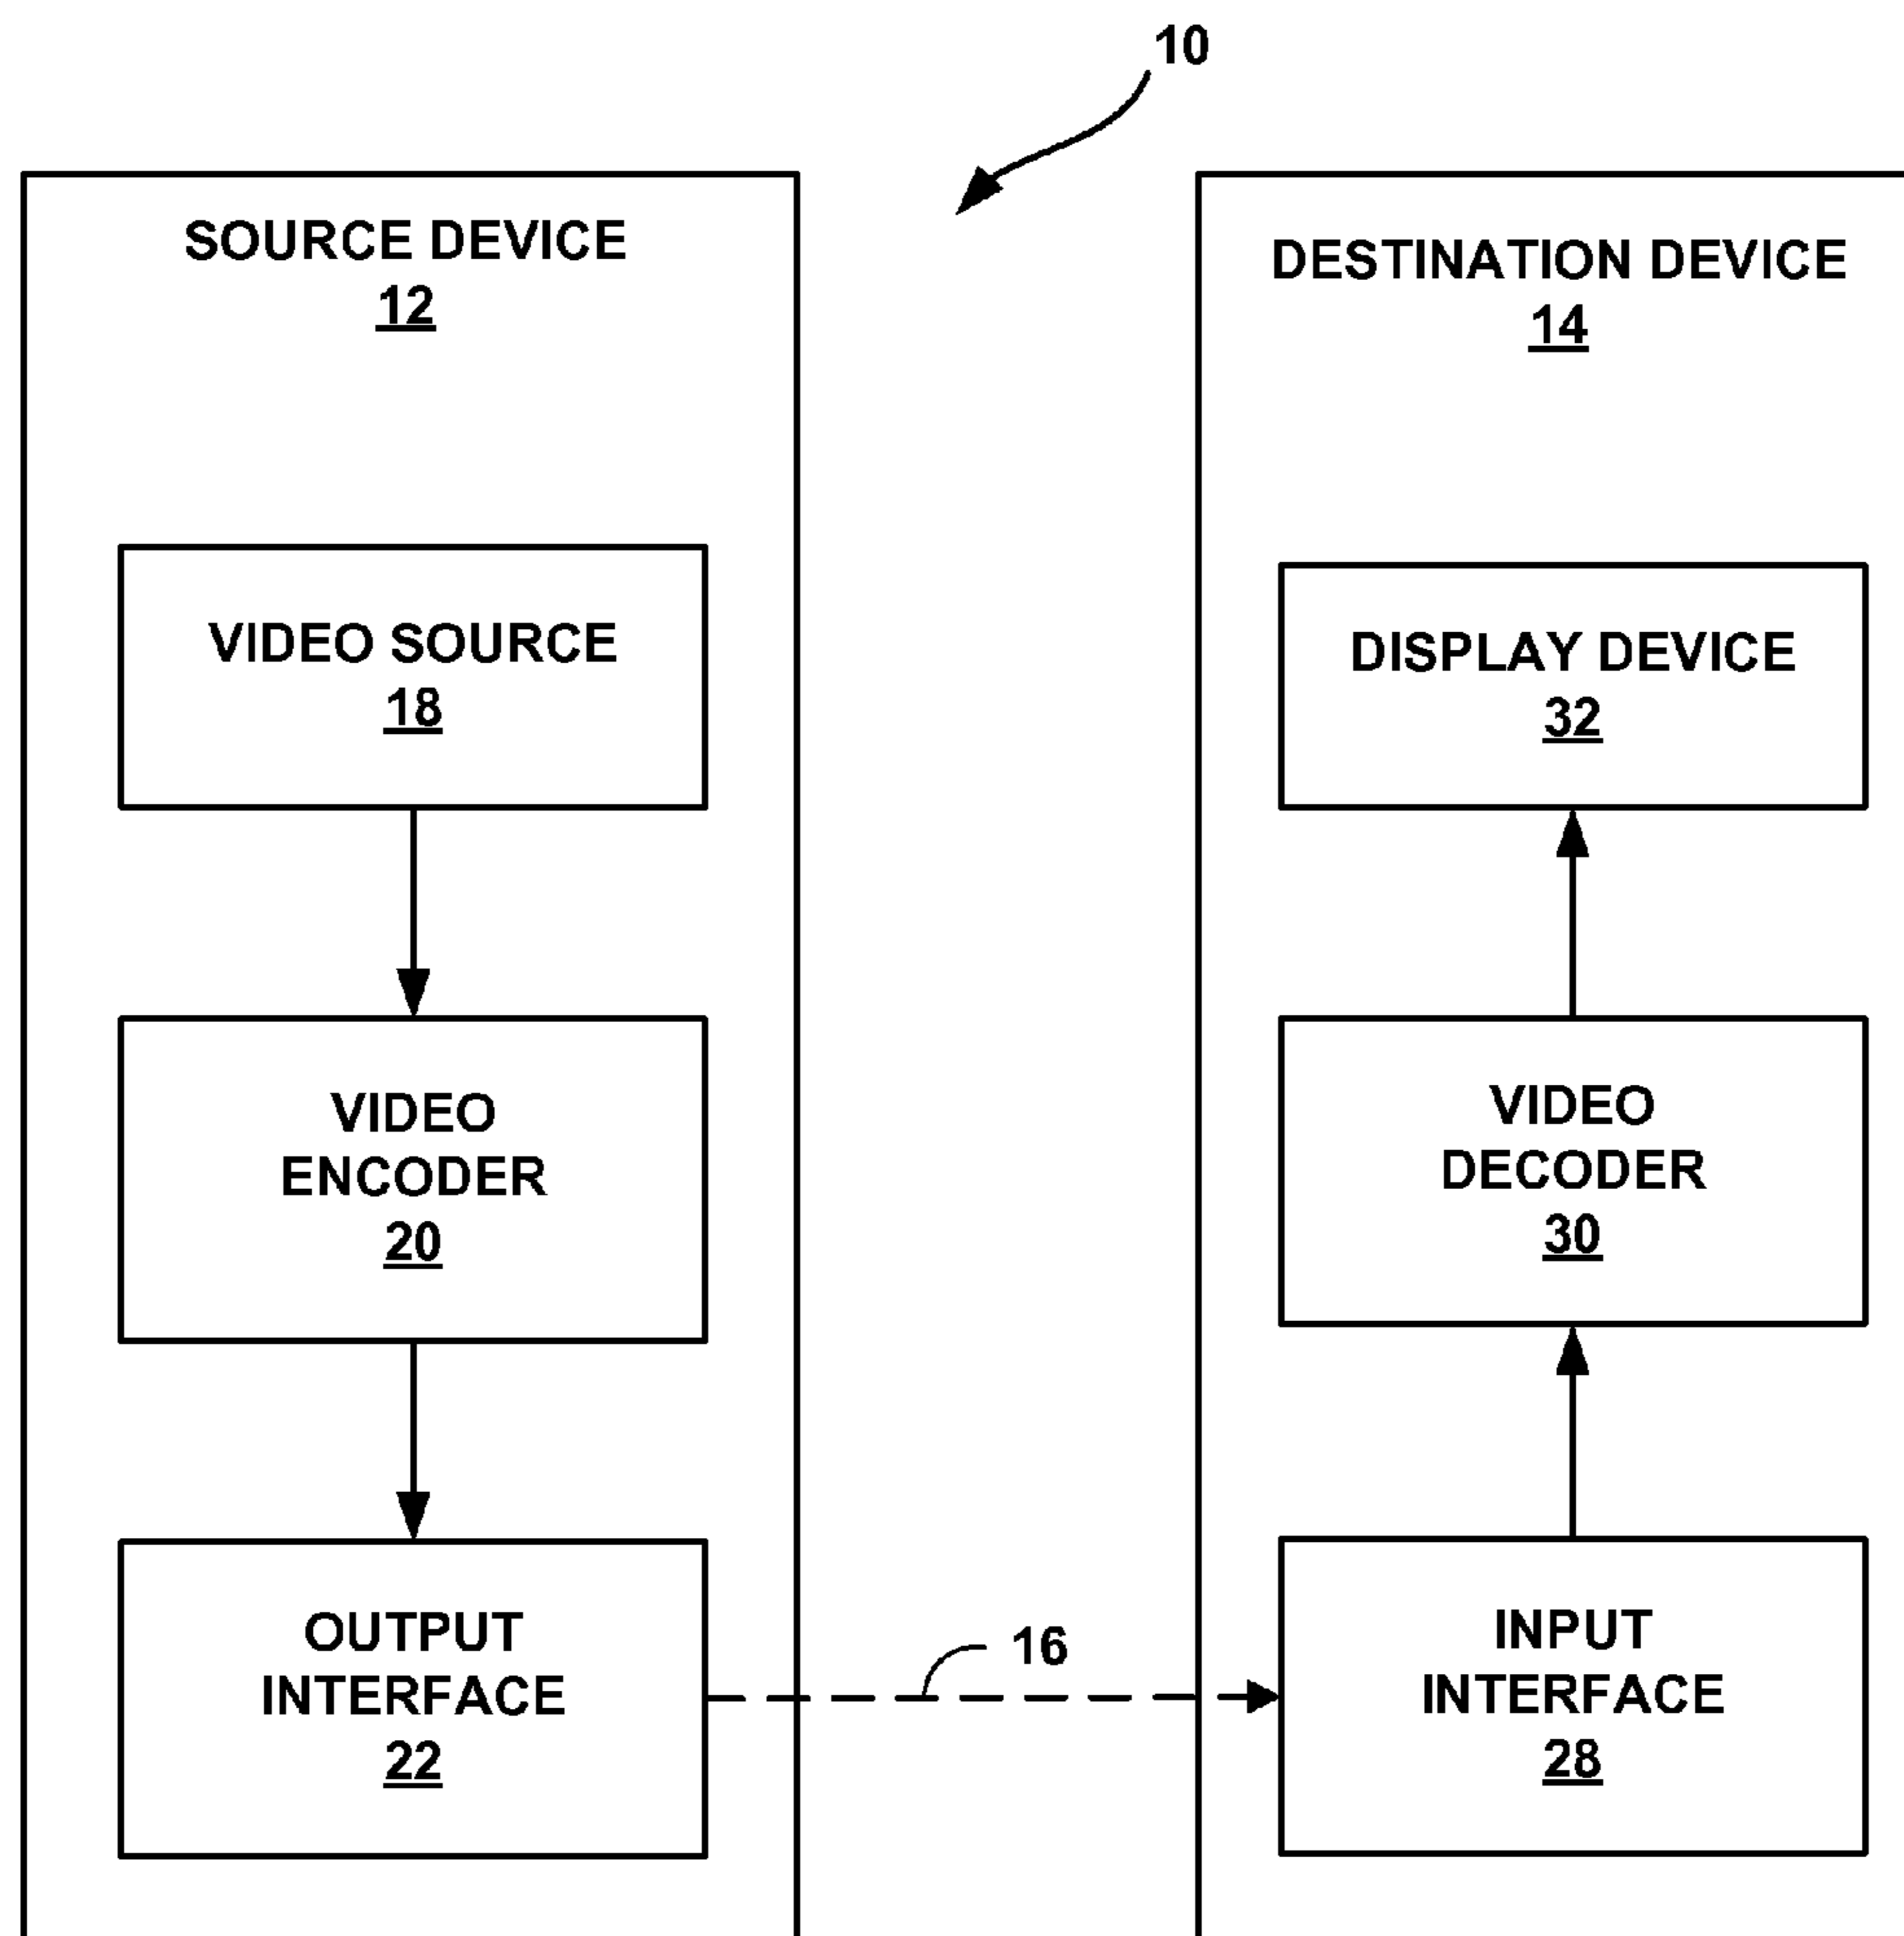 10
SOURCE DEVICE
12
VIDEO SOURCE
18
VIDEO
ENCODER
20
OUTPUT
INTERFACE
22
16
DESTINATION DEVICE
14
DISPLAY DEVICE
32
VIDEO
DECODER
30
INPUT
INTERFACE
28